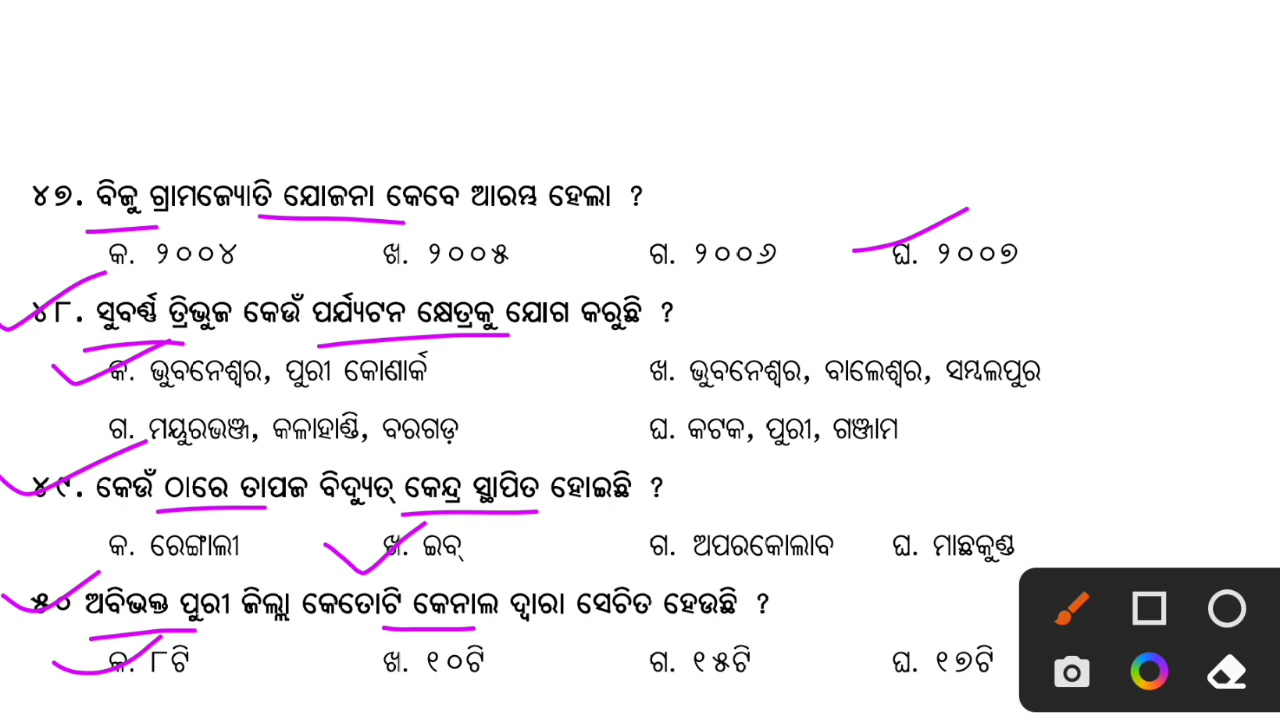 ୪୭. ବିଜୁ ଗ୍ରାମଜ୍ୟୋତି ଯୋଜନା କେବେ ଆରମ୍ଭ ହେଲା ?
କ. ୨୦୦୪ ଖ. ୨୦୦୫ ଗ. ୨୦୦୬ ଘ. ୨୦୦୭
୪୮. ସୁବର୍ଣ୍ଣ ତ୍ରିଭୁଜ କେଉଁ ପର୍ଯ୍ୟଟନ କ୍ଷେତ୍ରକୁ ଯୋଗ କରୁଛି ?
କ. ଭୁବନେଶ୍ୱର, ପୁରୀ କୋଣାର୍କ ଖ. ଭୁବନେଶ୍ୱର, ବାଲେଶ୍ୱର, ସମ୍ଭଲପୁର
ଗ. ମୟୁରଭଞ୍ଜ, କଳାହାଣ୍ଡି, ବରଗଡ଼ ଘ. କଟକ, ପୁରୀ, ଗଞ୍ଜାମ
୪୯. କେଉଁ ଠାରେ ତାପଜ ବିଦ୍ୟୁତ୍ କେନ୍ଦ୍ର ସ୍ଥାପିତ ହୋଇଛି ?
କ. ରେଙ୍ଗାଲୀ ଖ. ଇବ୍ ଗ. ଅପରକୋଲାବ ଘ. ମାଛକୁଣ୍ଡ
୫୦ ଅବିଭକ୍ତ ପୁରୀ ଜିଲ୍ଲା କେତୋଟି କେନାଲ ଦ୍ୱାରା ସେଚିତ ହେଉଛି ?
କ. ୮ଟି ଖ. ୧୦ଟି ଗ. ୧୫ଟି ଘ. ୧୭ଟି